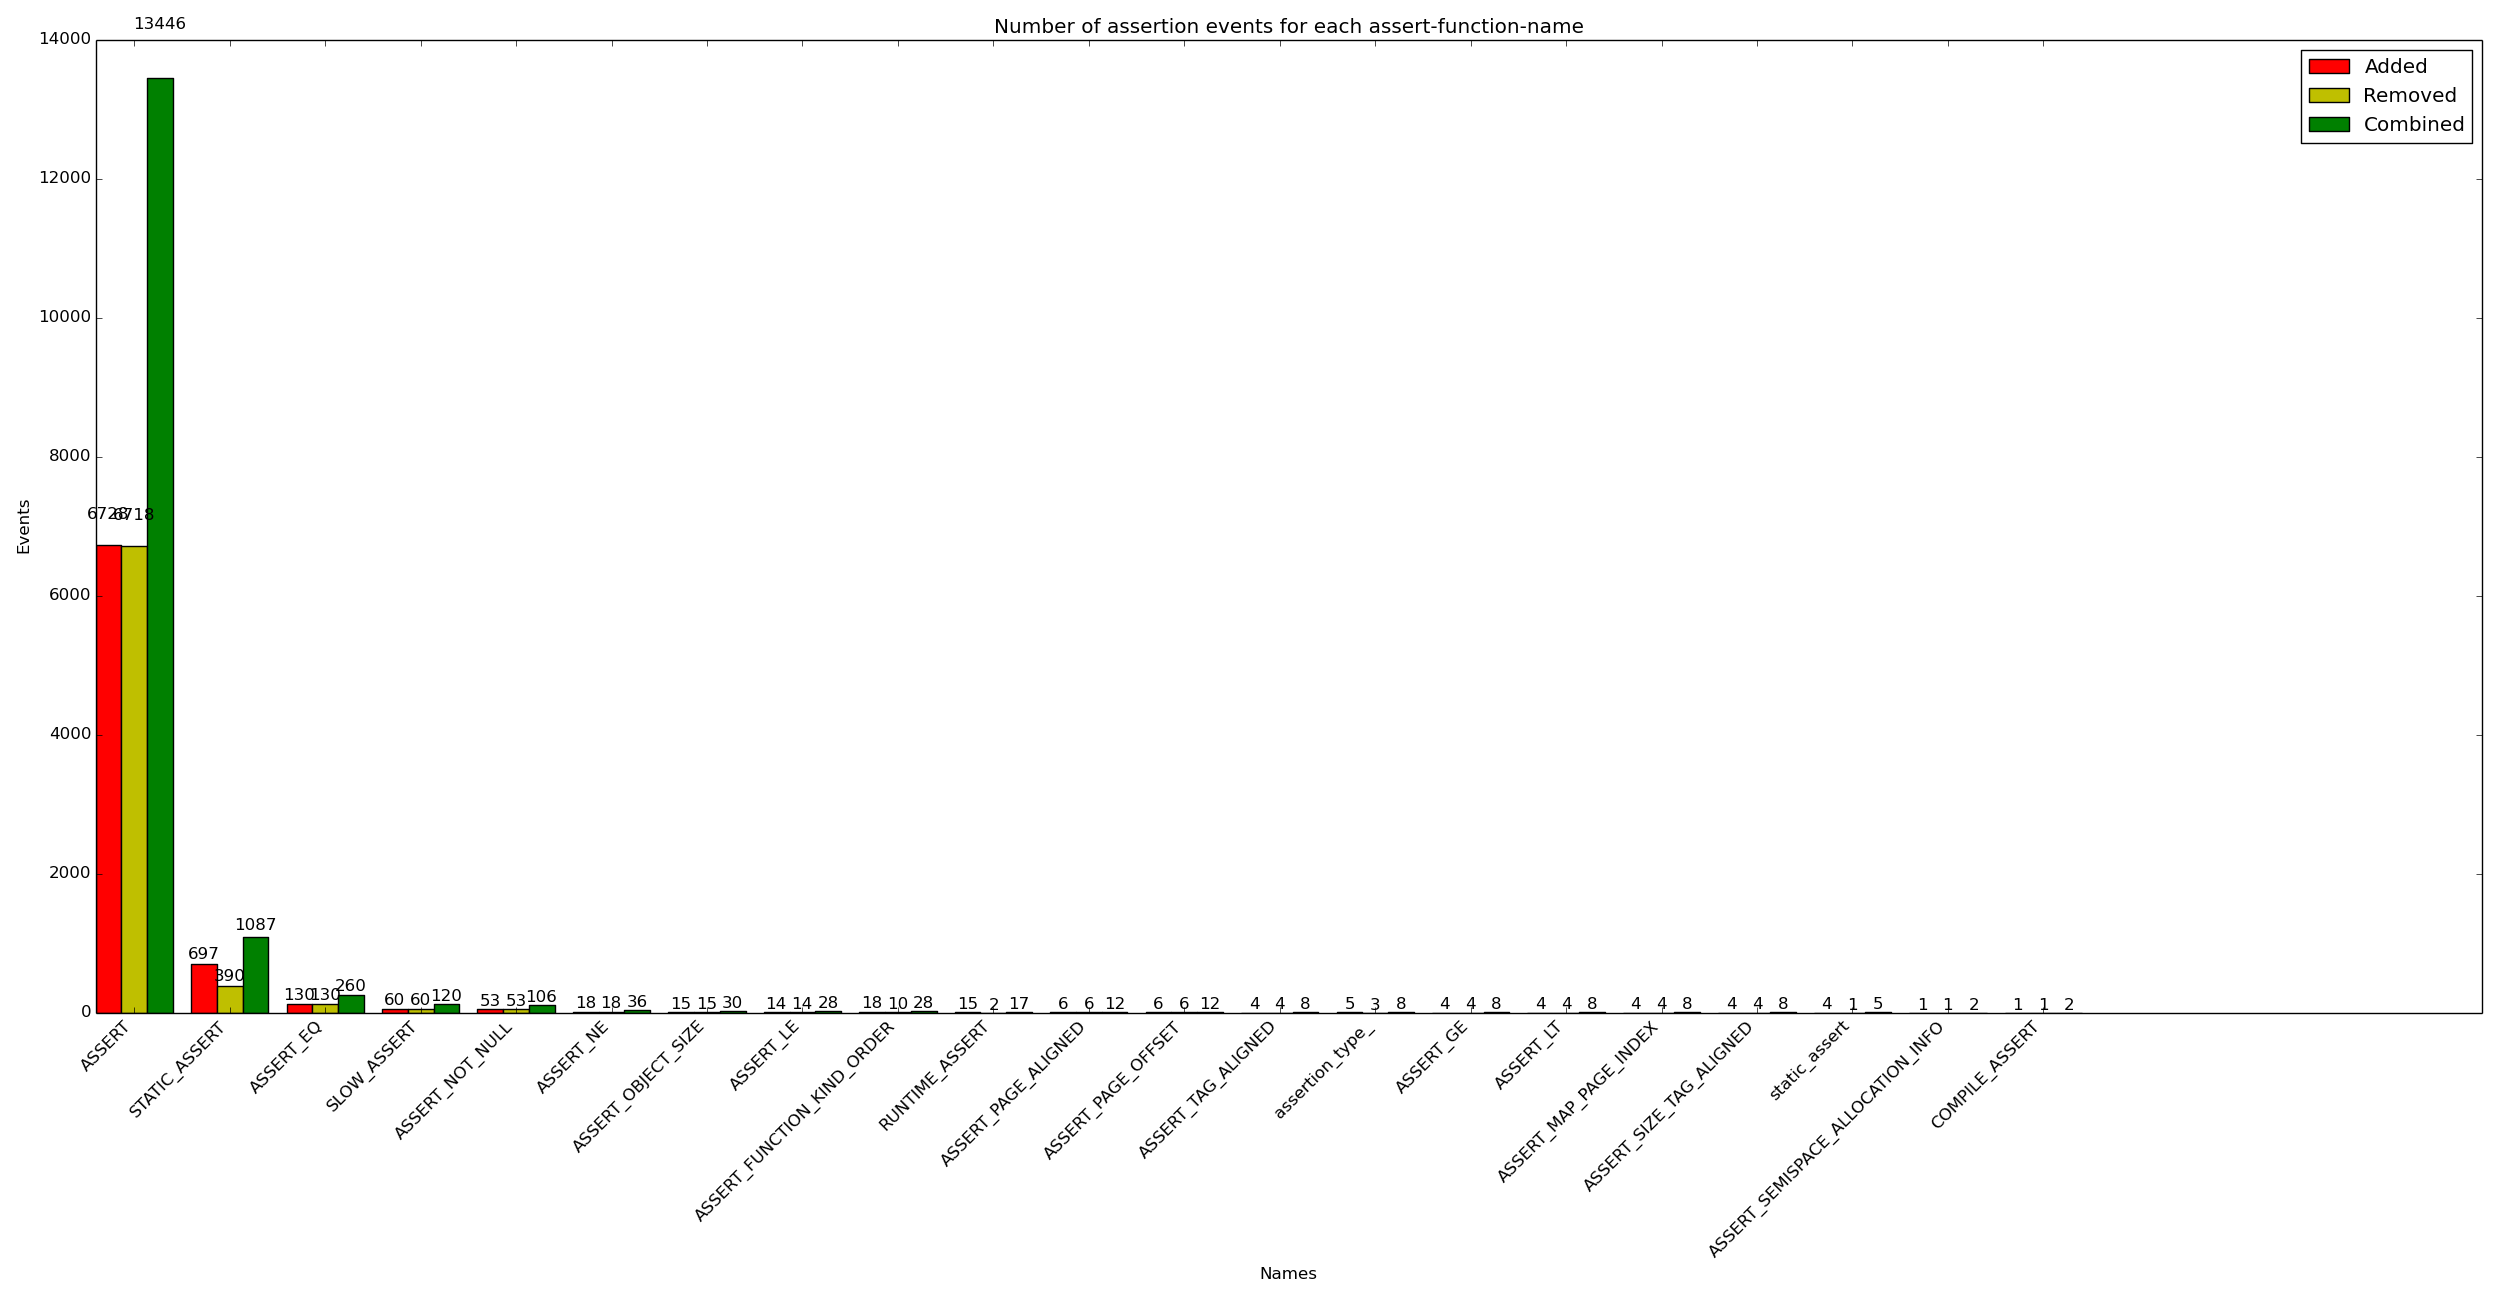 Number of assertion events for each assert-function-name
13446
14000
12000
10000
8000
6000
4000
2000
0
Events
Added
Removed
Combined
6728 6718
697 390 1087
130 130 260
60 60 120
53 53 106
18 18 36
15 15 30
14 14 28
18 10 28
15 2 17
6 6 12
6 6 12
4 4 8
5 3 8
4 4 8
4 4 8
4 4 8
4 4 8
4 1 5
1 1 2
1 1 2
ASSERT
STATIC_ASSERT
ASSERT_EQ
SLOW_ASSERT
ASSERT_NOT_NULL
ASSERT_NE
ASSERT_OBJECT_SIZE
ASSERT_LE
ASSERT_FUNCTION_KIND_ORDER
RUNTIME_ASSERT
ASSERT_PAGE_ALIGNED
ASSERT_PAGE_OFFSET
ASSERT_TAG_ALIGNED
assertion_type_
ASSERT_GE
ASSERT_LT
ASSERT_MAP_PAGE_INDEX
ASSERT_SIZE_TAG_ALIGNED
static_assert
ASSERT_SEMISPACE_ALLOCATION_INFO
COMPILE_ASSERT
Names